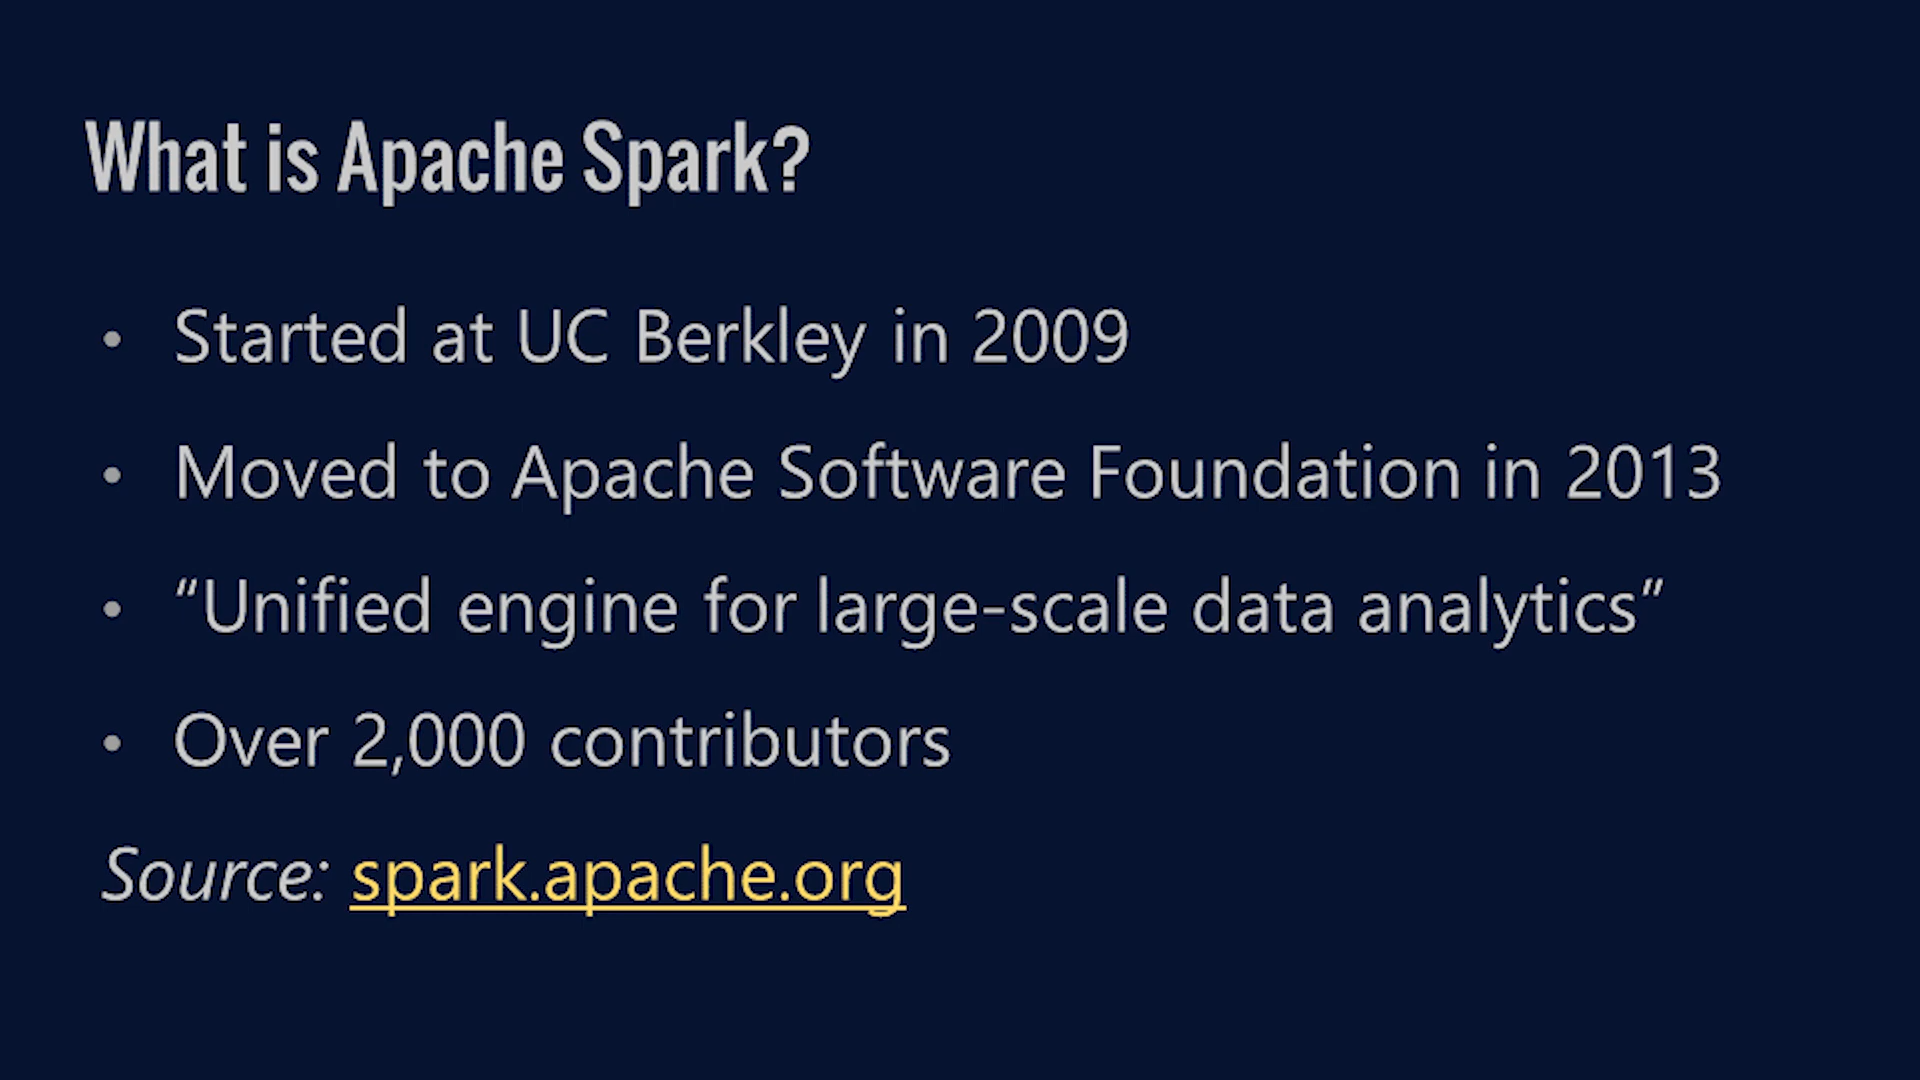 What is Apache Spark?
• Started at UC Berkley in 2009
• Moved to Apache Software Foundation in 2013
• “Unified engine for large-scale data analytics”
• Over 2,000 contributors
Source: spark.apache.org